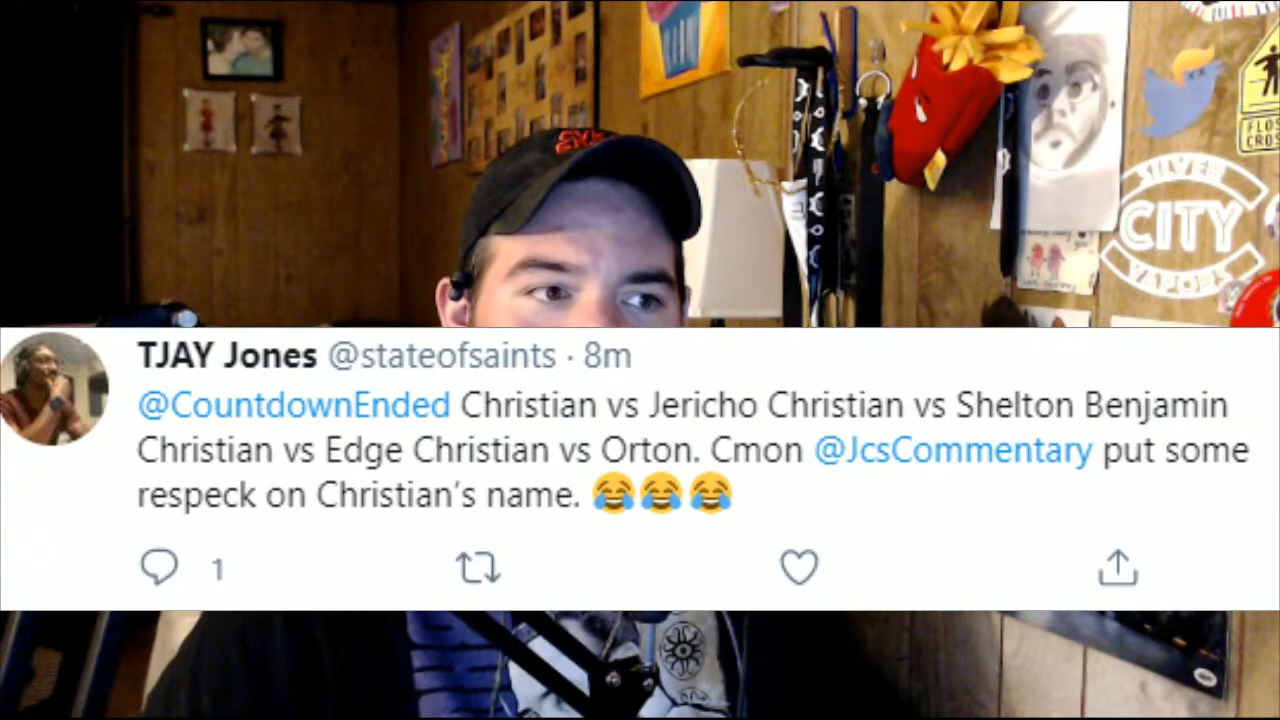 SILVER
CITY
VAPORS
TJAY Jones @stateofsaints · 8m
@CountdownEnded Christian vs Jericho Christian vs Shelton Benjamin
Christian vs Edge Christian vs Orton. Cmon @JcsCommentary put some
respeck on Christian's name. 😂😂😂
1